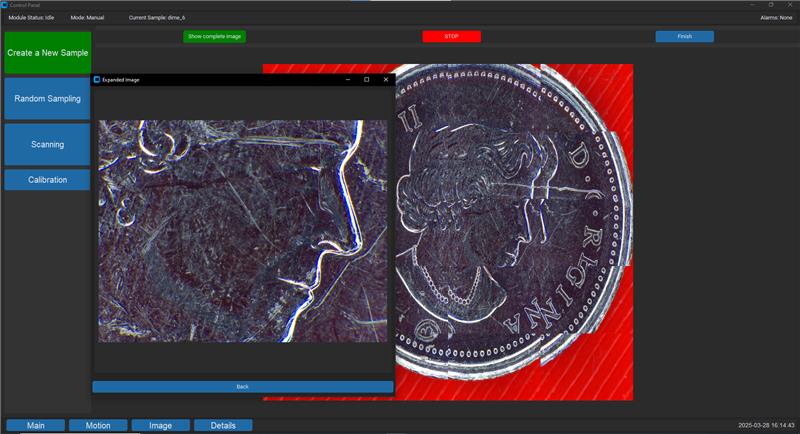 Control Panel
Module Status: Idle Mode: Manual Current Sample: dime_6 Alarms: None
Show complete image STOP Finish
Create a New Sample
Random Sampling
Scanning
Calibration
Expanded Image
Back
II D · G · REGINA
Main Motion Image Details
2025-03-28 16:14:43